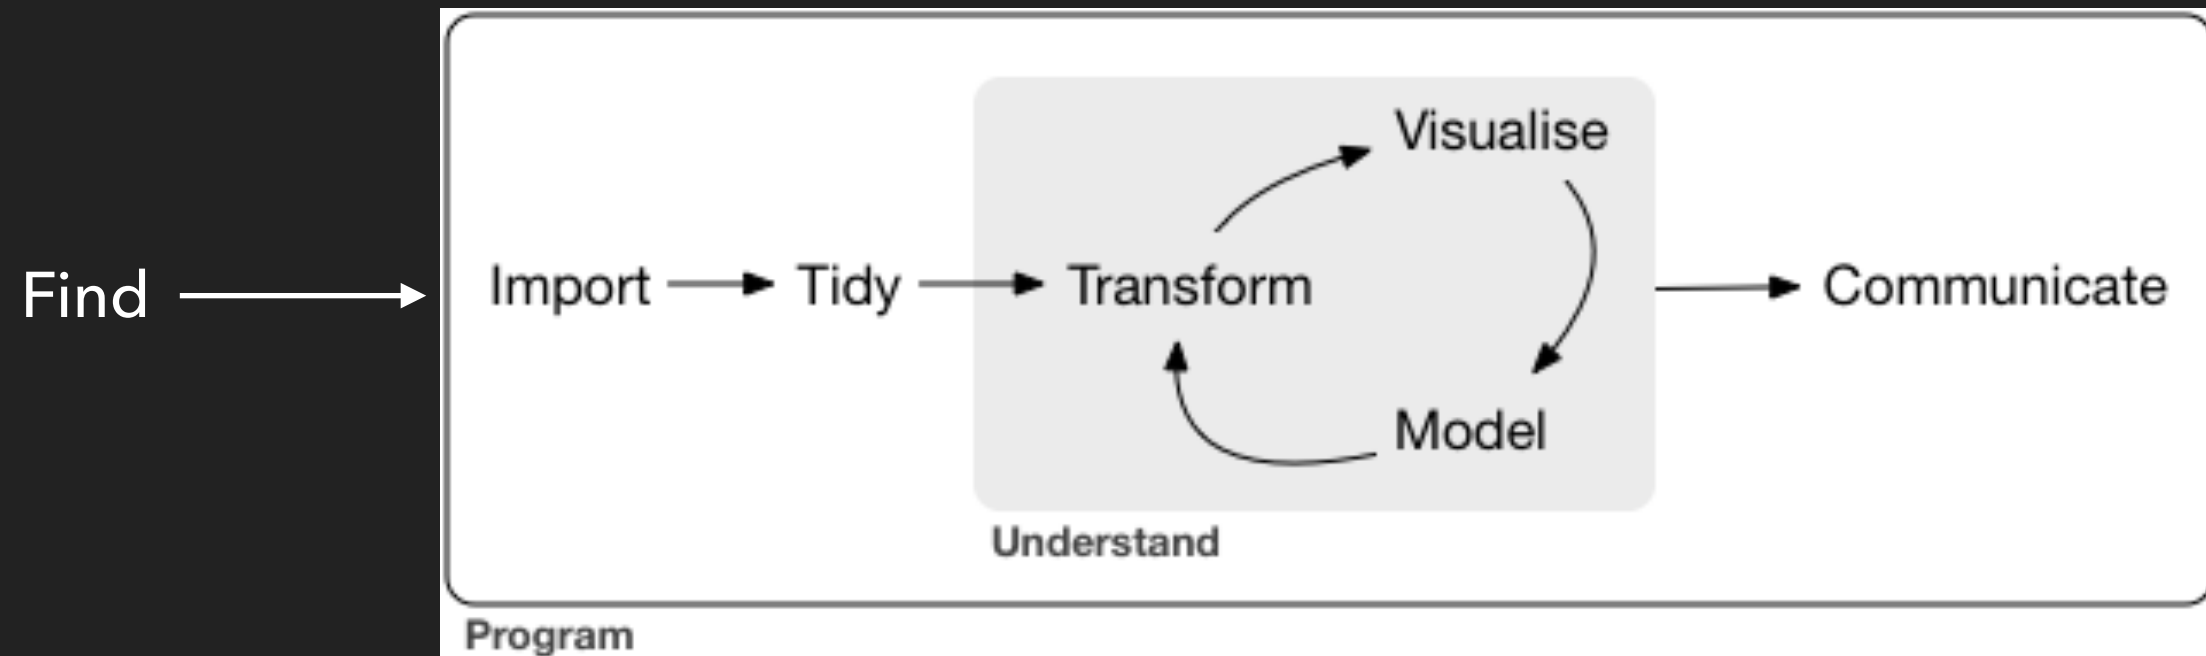 Find
Import
Tidy
Transform
Visualise
Model
Communicate
Understand
Program